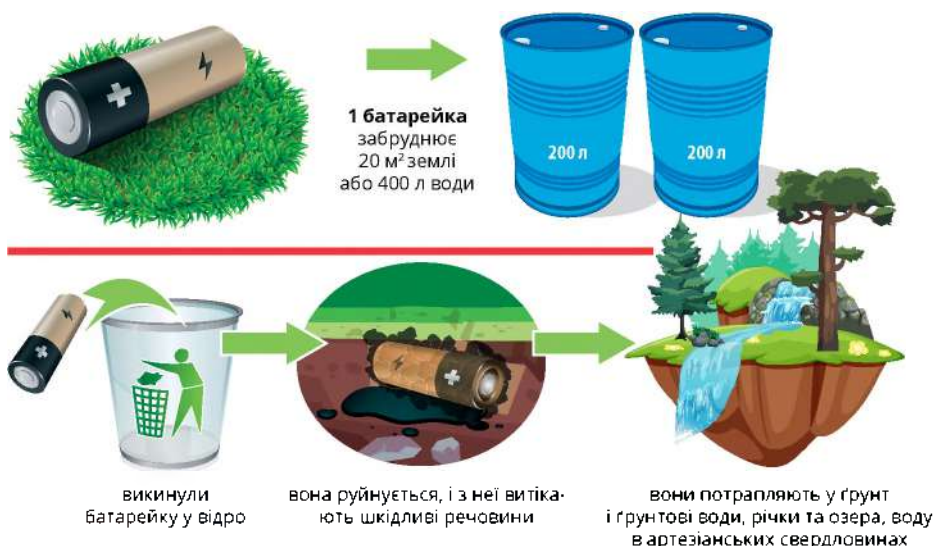 1 батарейка
забруднює
20 м² землі
або 400 л води
200 л
200 л
викинули
батарейку у відро
вона руйнується, і з неї витіка-
ють шкідливі речовини
вони потрапляють у ґрунт
і ґрунтові води, річки та озера, воду
в артезіанських свердловинах